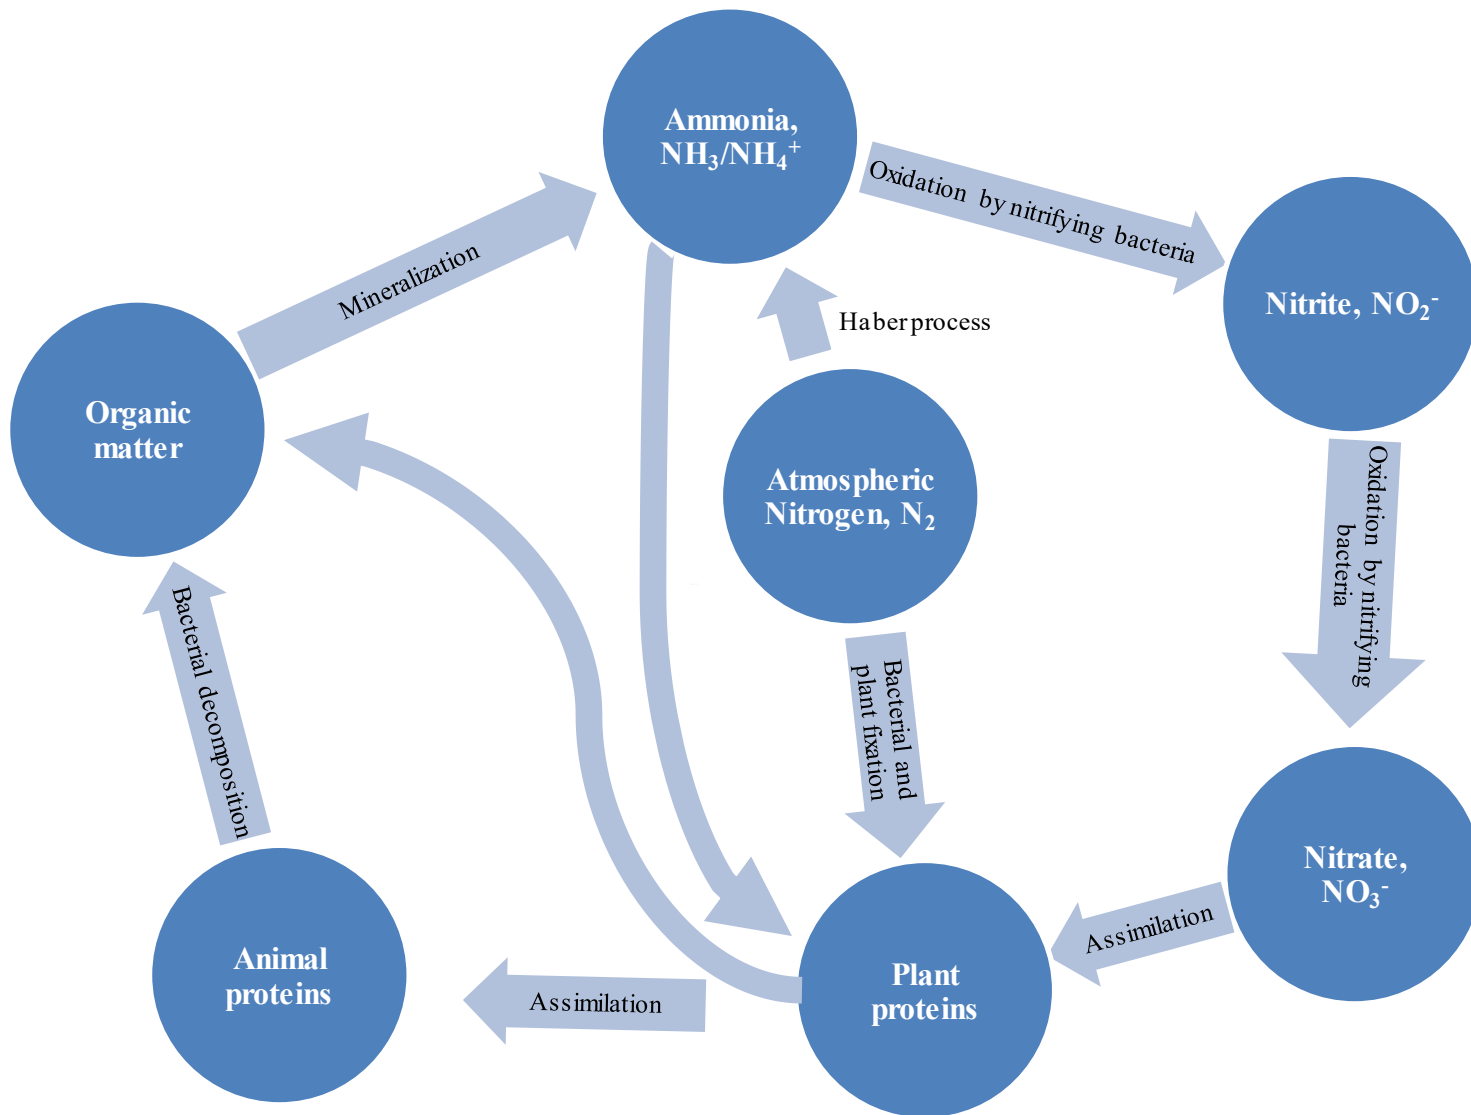 Ammonia,
NH₃/NH₄⁺
Oxidation by nitrifying bacteria
Nitrite, NO₂⁻
Mineralization
Haber process
Organic
matter
Atmospheric
Nitrogen, N₂
Oxidation by nitrifying
bacteria
Bacterial decomposition
Bacterial and
plant fixation
Nitrate,
NO₃⁻
Assimilation
Animal
proteins
Assimilation
Plant
proteins